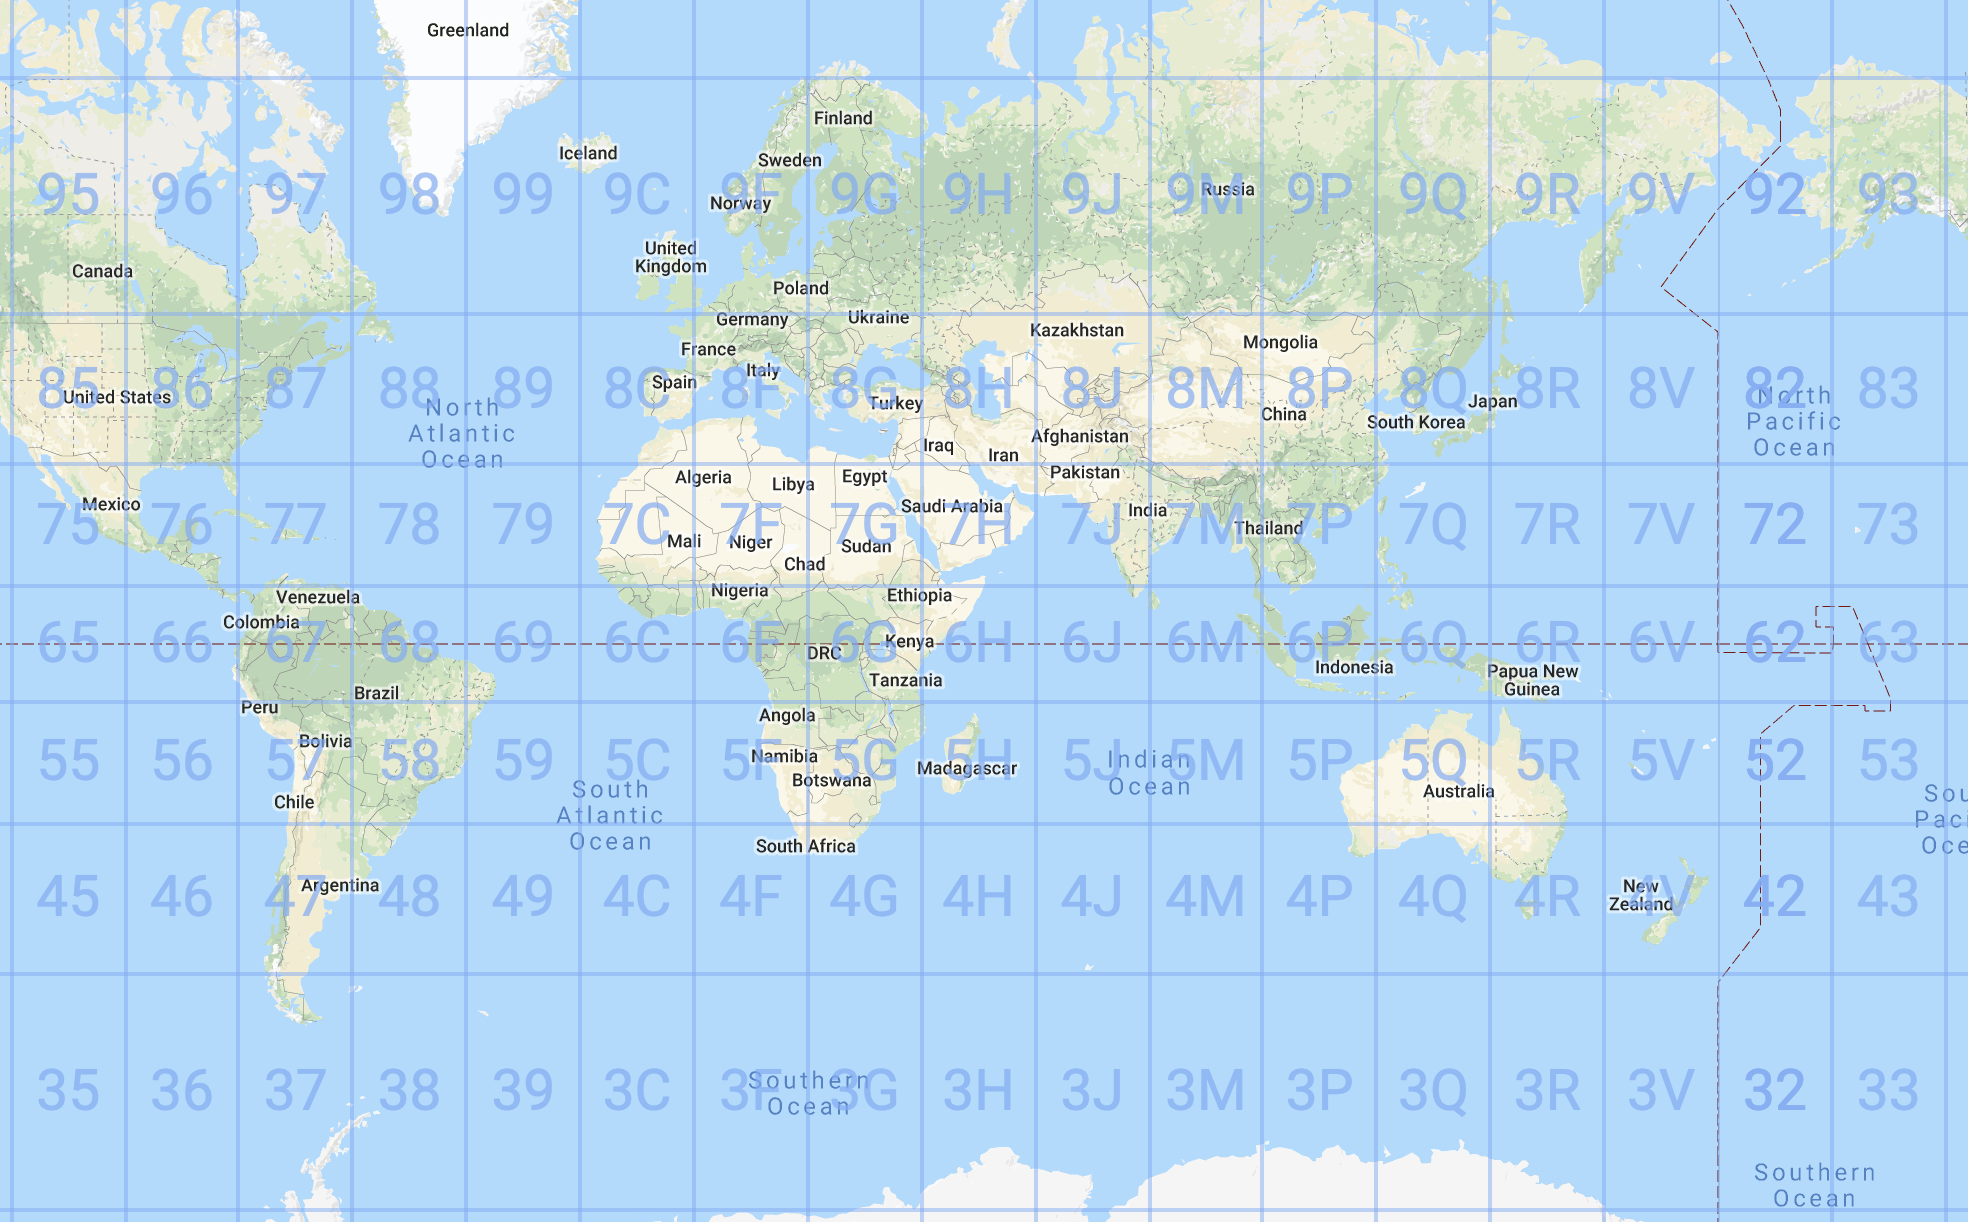 Greenland
Finland
Iceland
Sweden
Russia
Norway
95 96 97 98 99 9C 9F 9G 9H 9J 9M 9P 9Q 9R 9V 92 93
United
Kingdom
Canada
Poland
Germany
Ukraine
Kazakhstan
Mongolia
France
Italy
Spain
85 86 87 88 89 8C 8F 8G 8H 8J 8M 8P 8Q 8R 8V 82 83
United States
Turkey
Japan
North
Atlantic
Ocean
North
Pacific
Ocean
China
South Korea
Afghanistan
Iraq
Iran
Pakistan
Algeria
Libya
Egypt
Mexico
Saudi Arabia
India
75 76 77 78 79 7C 7F 7G 7H 7J 7M 7P 7Q 7R 7V 72 73
Thailand
Mali
Niger
Sudan
Chad
Nigeria
Ethiopia
Venezuela
Colombia
65 66 67 68 69 6C 6F 6G 6H 6J 6M 6P 6Q 6R 6V 62 63
Kenya
DRC
Indonesia
Papua New
Guinea
Tanzania
Brazil
Peru
Angola
Bolivia
55 56 57 58 59 5C 5F 5G 5H 5J 5M 5P 5Q 5R 5V 52 53
Namibia
Botswana
Madagascar
Indian
Ocean
Australia
Chile
South
Atlantic
Ocean
Sou
Paci
Oce
South Africa
Argentina
New
Zealand
45 46 47 48 49 4C 4F 4G 4H 4J 4M 4P 4Q 4R 4V 42 43
Southern
Ocean
35 36 37 38 39 3C 3F 3G 3H 3J 3M 3P 3Q 3R 3V 32 33
Southern
Ocean